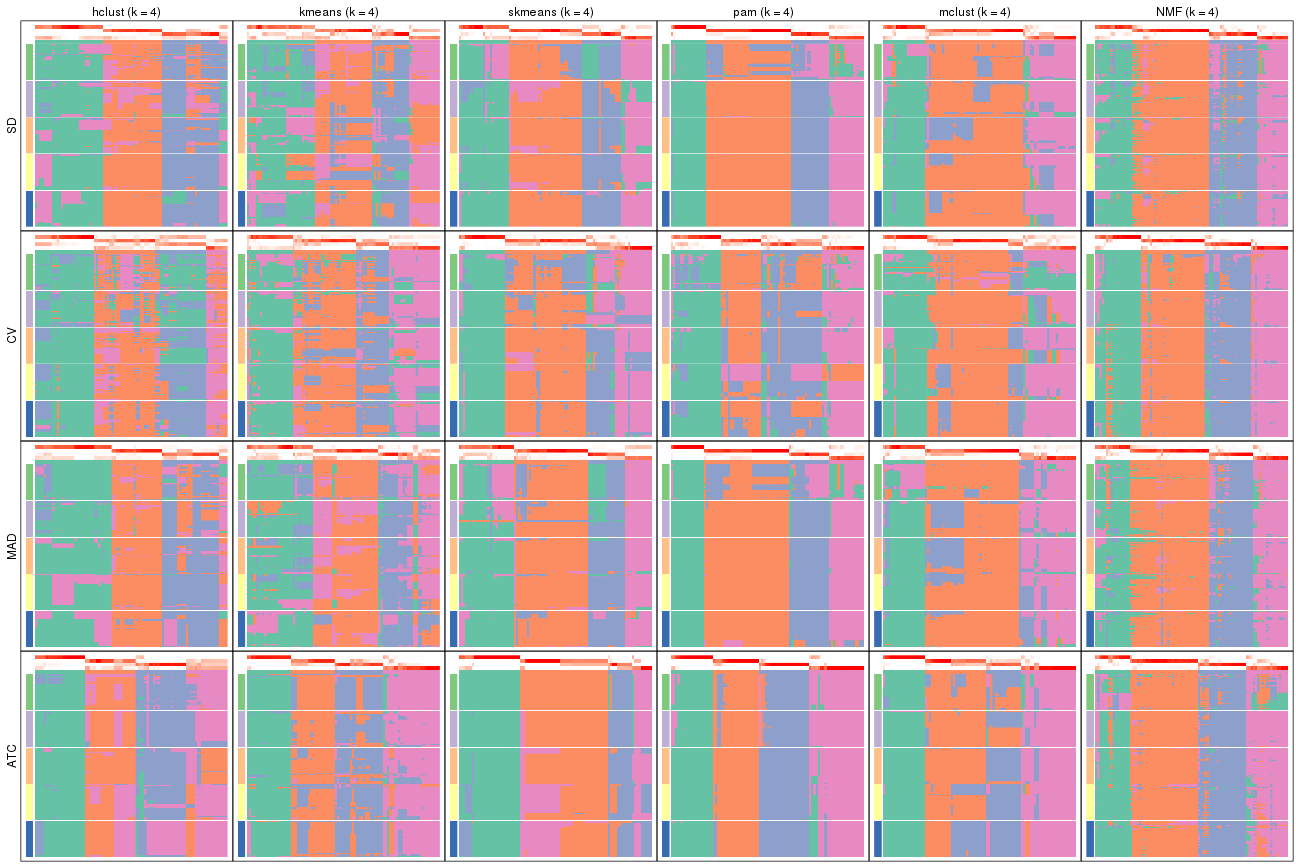 hclust (k = 4) kmeans (k = 4) skmeans (k = 4) pam (k = 4) mclust (k = 4) NMF (k = 4)
SD
CV
MAD
ATC